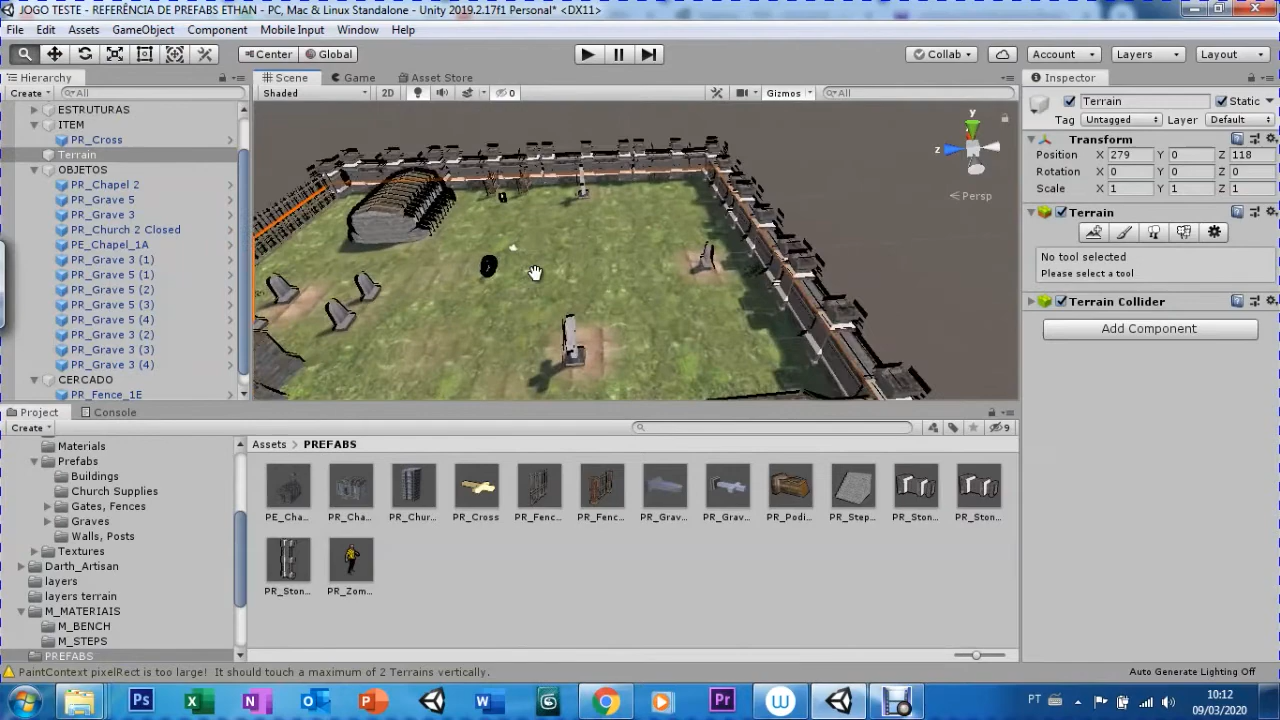 JOGO TESTE - REFERÊNCIA DE PREFABS ETHAN - PC, Mac & Linux Standalone - Unity 2019.2.17f1 Personal* <DX11>
File Edit Assets GameObject Component Mobile Input Window Help
Center Global Collab Account Layers Layout
Hierarchy Scene Game Asset Store Inspector
Create All Shaded 2D 0 Gizmos All
ESTRUTURAS
ITEM
PR_Cross
Terrain
OBJETOS
PR_Chapel 2
PR_Grave 5
PR_Grave 3
PR_Church 2 Closed
PE_Chapel_1A
PR_Grave 3 (1)
PR_Grave 5 (1)
PR_Grave 5 (2)
PR_Grave 5 (3)
PR_Grave 5 (4)
PR_Grave 3 (2)
PR_Grave 3 (3)
PR_Grave 3 (4)
CERCADO
PR_Fence_1E
y
z
Persp
Terrain Static
Tag Untagged Layer Default
Transform
Position X 279 Y 0 Z 118
Rotation X 0 Y 0 Z 0
Scale X 1 Y 1 Z 1
Terrain
No tool selected
Please select a tool
Terrain Collider
Add Component
Project Console
Create 9
Materials
Prefabs
Buildings
Church Supplies
Gates, Fences
Graves
Walls, Posts
Textures
Darth_Artisan
layers
layers terrain
M_MATERIAIS
M_BENCH
M_STEPS
PREFABS
Assets PREFABS
PE_Cha... PR_Cha... PR_Chur... PR_Cross PR_Fenc... PR_Fenc... PR_Grav... PR_Grav... PR_Podi... PR_Step... PR_Ston... PR_Ston...
PR_Ston... PR_Zom...
PaintContext pixelRect is too large! It should touch a maximum of 2 Terrains vertically. Auto Generate Lighting Off
PT 10:12
09/03/2020